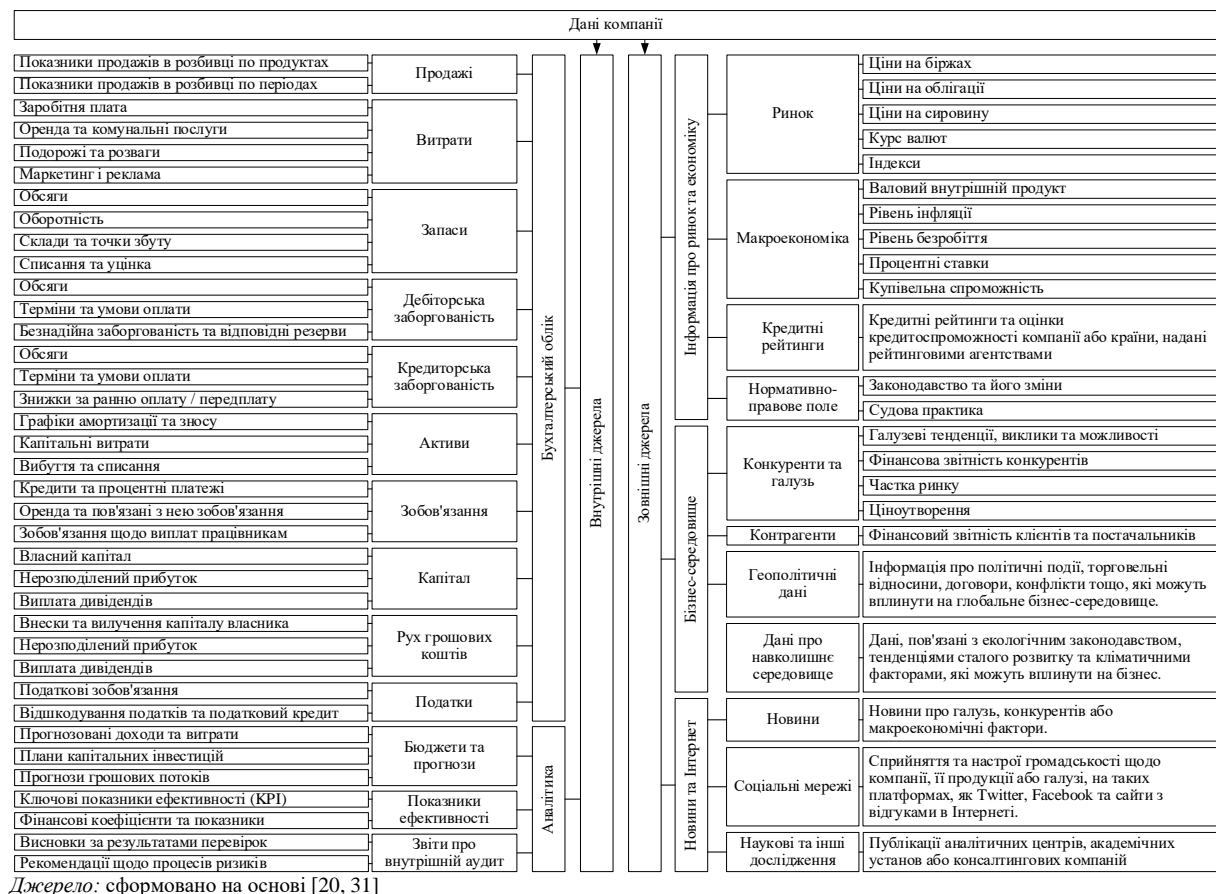 Дані компанії
Показники продажів в розбивці по продуктах
Показники продажів в розбивці по періодах
Продажі
Заробітня плата
Оренда та комунальні послуги
Подорожі та розваги
Маркетинг і реклама
Витрати
Обсяги
Оборотність
Склади та точки збуту
Списання та уцінка
Запаси
Обсяги
Терміни та умови оплати
Безнадійна заборгованість та відповідні резерви
Дебіторська
заборгованість
Обсяги
Терміни та умови оплати
Знижки за ранню оплату / передплату
Кредиторська
заборгованість
Графіки амортизації та зносу
Капітальні витрати
Вибуття та списання
Активи
Кредити та процентні платежі
Оренда та пов'язані з нею зобов'язання
Зобов'язання щодо виплат працівникам
Зобов'язання
Власний капітал
Нерозподілений прибуток
Виплата дивідендів
Капітал
Внески та вилучення капіталу власника
Нерозподілений прибуток
Виплата дивідендів
Рух грошових
коштів
Податкові зобов'язання
Відшкодування податків та податковий кредит
Податки
Бухгалтерський облік
Прогнозовані доходи та витрати
Плани капітальних інвестицій
Прогнози грошових потоків
Бюджети та
прогнози
Ключові показники ефективності (KPI)
Фінансові коефіцієнти та показники
Показники
ефективності
Висновки за результатами перевірок
Рекомендації щодо процесів ризиків
Звіти про
внутрішній аудит
Аналітика
Внутрішні джерела
Зовнішні джерела
Інформація про ринок та економіку
Ринок
Ціни на біржах
Ціни на облігації
Ціни на сировину
Курс валют
Індекси
Макроекономіка
Валовий внутрішній продукт
Рівень інфляції
Рівень безробіття
Процентні ставки
Купівельна спроможність
Кредитні
рейтинги
Кредитні рейтинги та оцінки
кредитоспроможності компанії або країни, надані
рейтинговими агентствами
Нормативно-
правове поле
Законодавство та його зміни
Судова практика
Бізнес-середовище
Конкуренти та
галузь
Галузеві тенденції, виклики та можливості
Фінансова звітність конкурентів
Частка ринку
Ціноутворення
Контрагенти
Фінансовий звітність клієнтів та постачальників
Геополітичні
дані
Інформація про політичні події, торговельні
відносини, договори, конфлікти тощо, які можуть
вплинути на глобальне бізнес-середовище.
Дані про
навколишнє
середовище
Дані, пов'язані з екологічним законодавством,
тенденціями сталого розвитку та кліматичними
факторами, які можуть вплинути на бізнес.
Новини та Інтернет
Новини
Новини про галузь, конкурентів або
макроекономічні фактори.
Соціальні мережі
Сприйняття та настрої громадськості щодо
компанії, її продукції або галузі, на таких
платформах, як Twitter, Facebook та сайти з
відгуками в Інтернеті.
Наукові та інші
дослідження
Публікації аналітичних центрів, академічних
установ або консалтингових компаній
Джерело: сформовано на основі [20, 31]